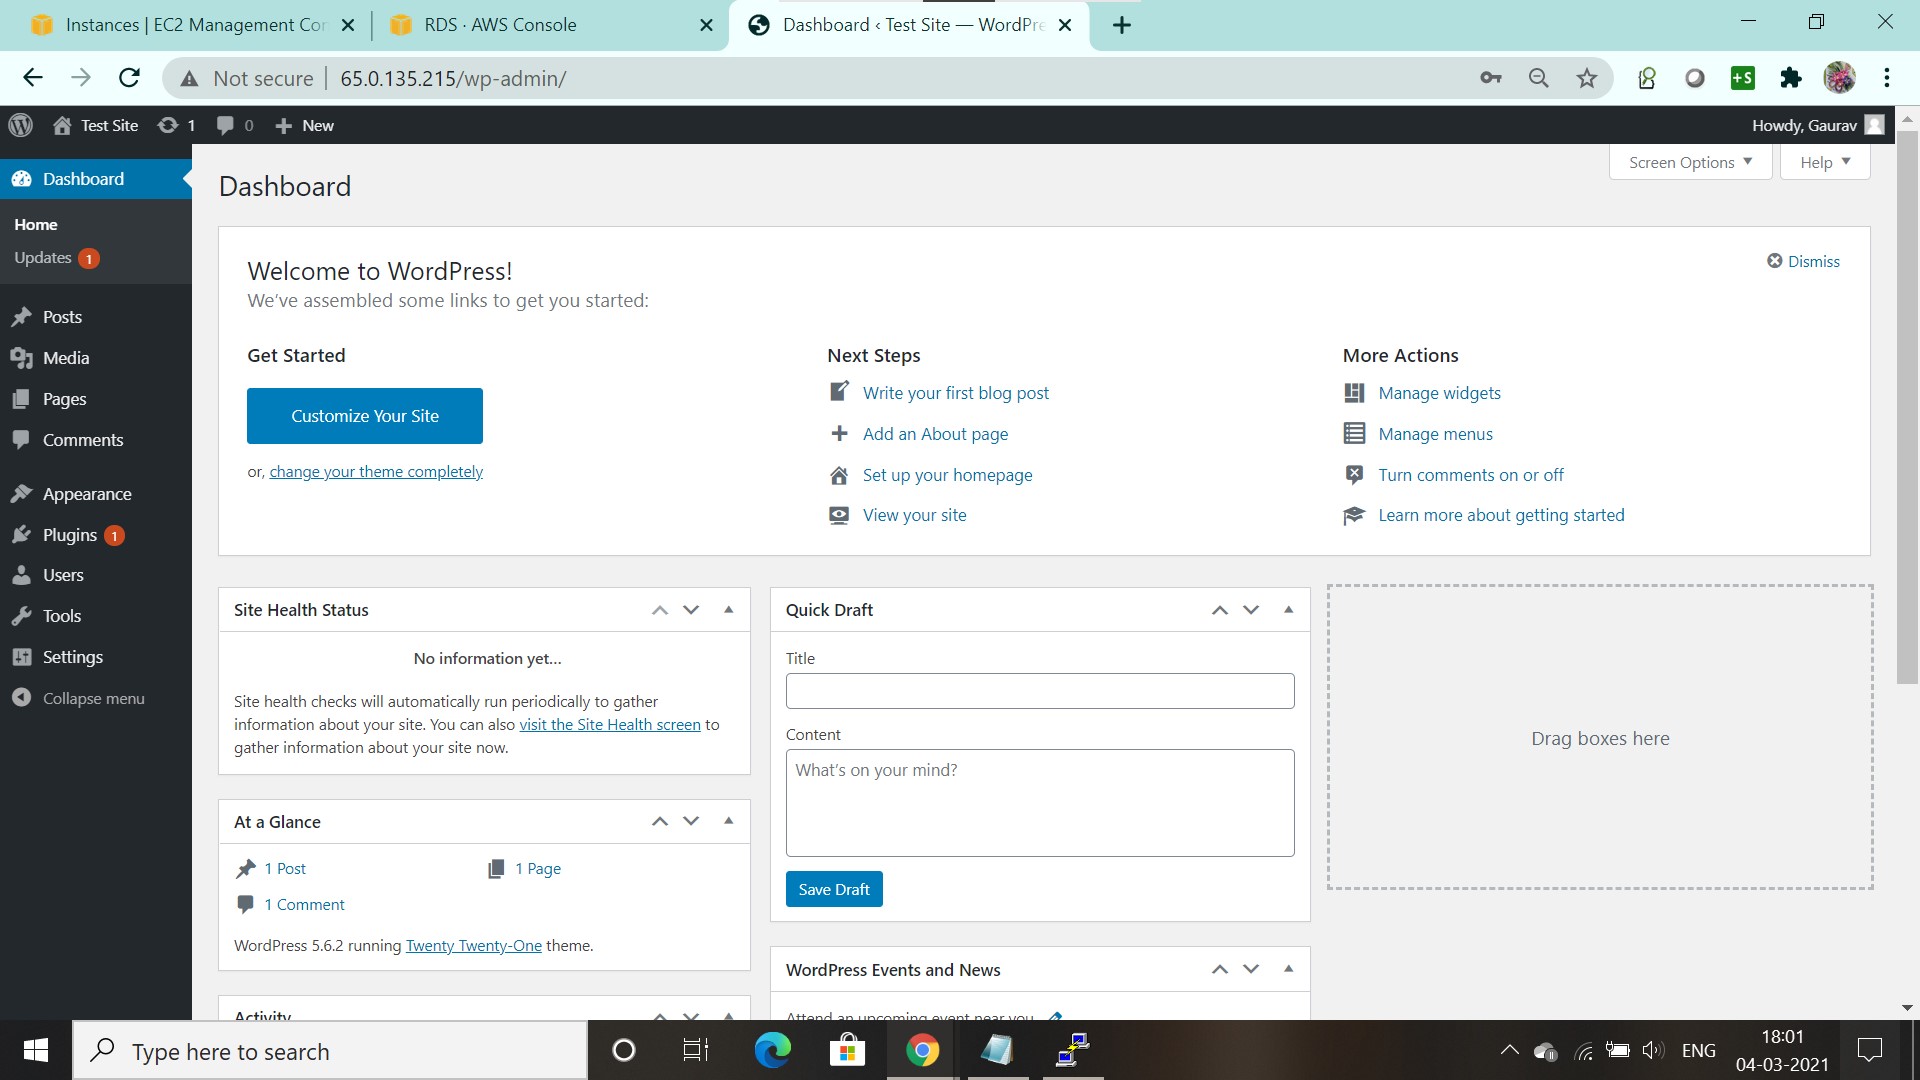 Instances | EC2 Management Con
RDS · AWS Console
Dashboard ‹ Test Site — WordPre
Not secure
65.0.135.215/wp-admin/
Test Site
1
0
New
Howdy, Gaurav
Dashboard
Home
Updates 1
Posts
Media
Pages
Comments
Appearance
Plugins 1
Users
Tools
Settings
Collapse menu
Screen Options
Help
Dashboard
Welcome to WordPress!
Dismiss
We've assembled some links to get you started:
Get Started
Customize Your Site
or, change your theme completely
Next Steps
Write your first blog post
Add an About page
Set up your homepage
View your site
More Actions
Manage widgets
Manage menus
Turn comments on or off
Learn more about getting started
Site Health Status
No information yet…
Site health checks will automatically run periodically to gather
information about your site. You can also visit the Site Health screen to
gather information about your site now.
At a Glance
1 Post
1 Page
1 Comment
WordPress 5.6.2 running Twenty Twenty-One theme.
Activity
Quick Draft
Title
Content
What's on your mind?
Save Draft
WordPress Events and News
Attend an upcoming event near you.
Drag boxes here
Type here to search
ENG
18:01
04-03-2021
+S